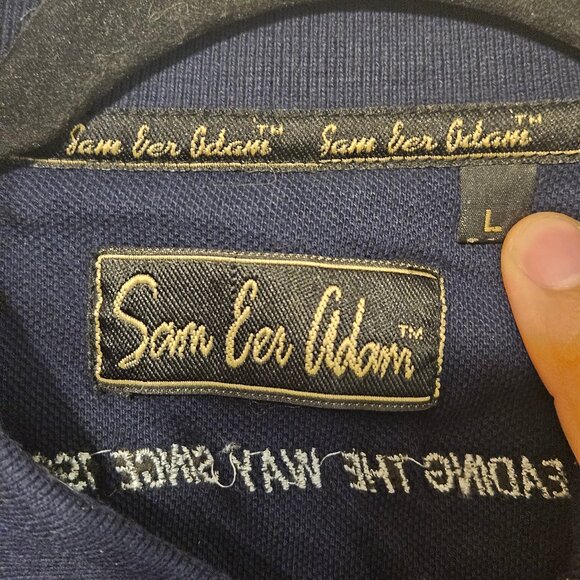 Sam Eer Adam™ Sam Eer Adam™
L
Sam Eer Adam™
EADING THE WAY SINCE